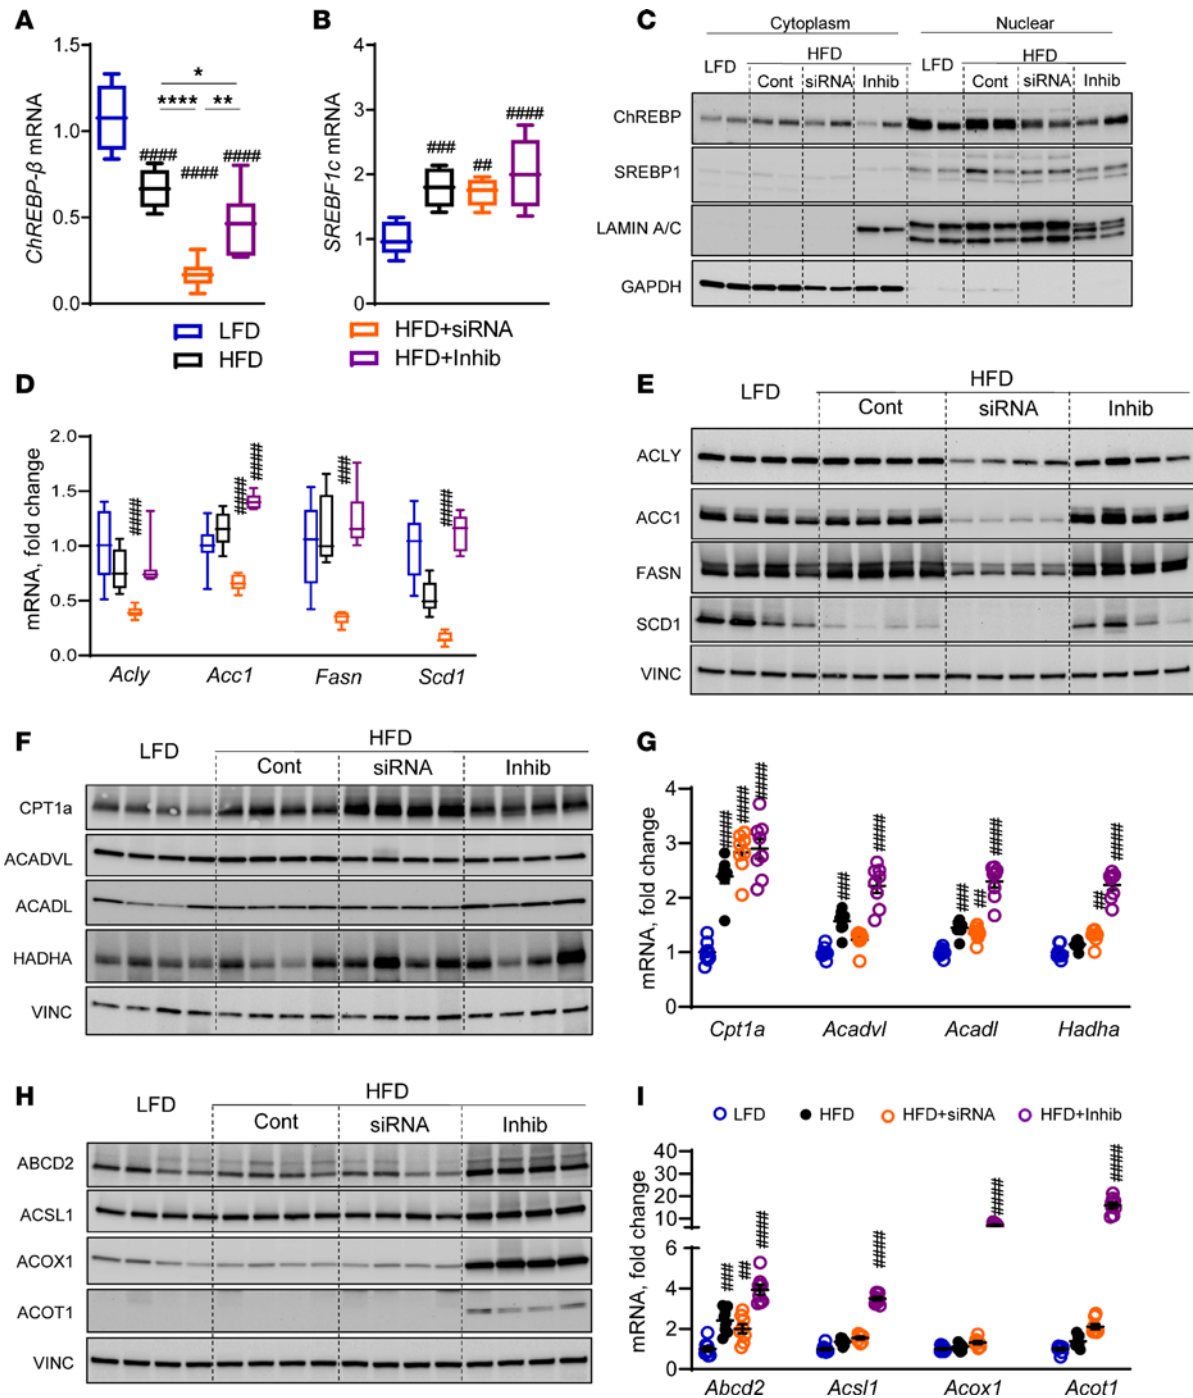 A
B
C
1.5
1.0
0.5
0.0
ChREBP-β mRNA
*
**** **
####
####
####
4
3
2
1
0
SREBF1c mRNA
###
##
####
Cytoplasm Nuclear
LFD HFD LFD HFD
Cont siRNA Inhib Cont siRNA Inhib
ChREBP
SREBP1
LAMIN A/C
GAPDH
LFD HFD+siRNA
HFD HFD+Inhib
D
2.0
1.5
1.0
0.5
0.0
mRNA, fold change
####
####
####
###
####
Acly Acc1 Fasn Scd1
E
LFD HFD
Cont siRNA Inhib
ACLY
ACC1
FASN
SCD1
VINC
F
LFD HFD
Cont siRNA Inhib
CPT1a
ACADVL
ACADL
HADHA
VINC
G
4
3
2
1
0
mRNA, fold change
####
####
####
###
####
###
##
####
##
####
Cpt1a Acadvl Acadl Hadha
H
LFD HFD
Cont siRNA Inhib
ABCD2
ACSL1
ACOX1
ACOT1
VINC
I
LFD HFD HFD+siRNA HFD+Inhib
40
30
20
10
6
4
2
0
mRNA, fold change
###
##
####
####
####
####
Abcd2 Acsl1 Acox1 Acot1